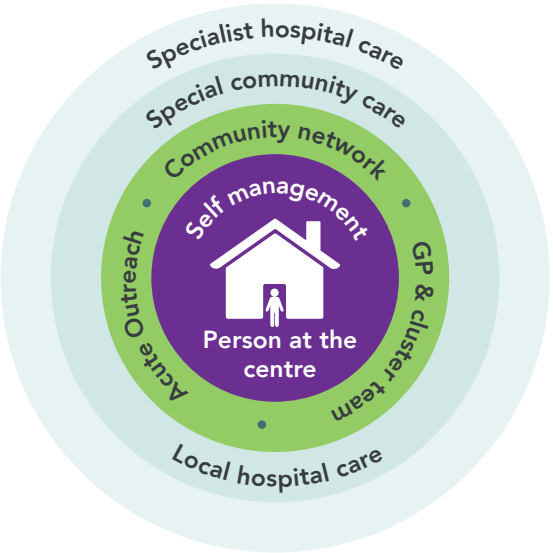 Specialist hospital care
Special community care
Community network
Self management
Acute Outreach
GP & cluster team
Person at the
centre
Local hospital care